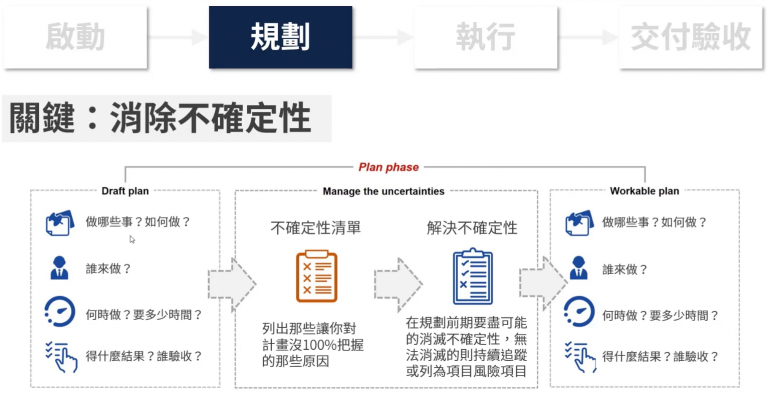 啟動
規劃
執行
交付驗收
關鍵：消除不確定性
Plan phase
Draft plan
做哪些事？如何做？
誰來做？
何時做？要多少時間？
得什麼結果？誰驗收？
Manage the uncertainties
不確定性清單
列出那些讓你對
計畫沒100%把握
的那些原因
解決不確定性
在規劃前期要盡可能
的消滅不確定性，無
法消滅的則持續追蹤
或列為項目風險項目
Workable plan
做哪些事？如何做？
誰來做？
何時做？要多少時間？
得什麼結果？誰驗收？